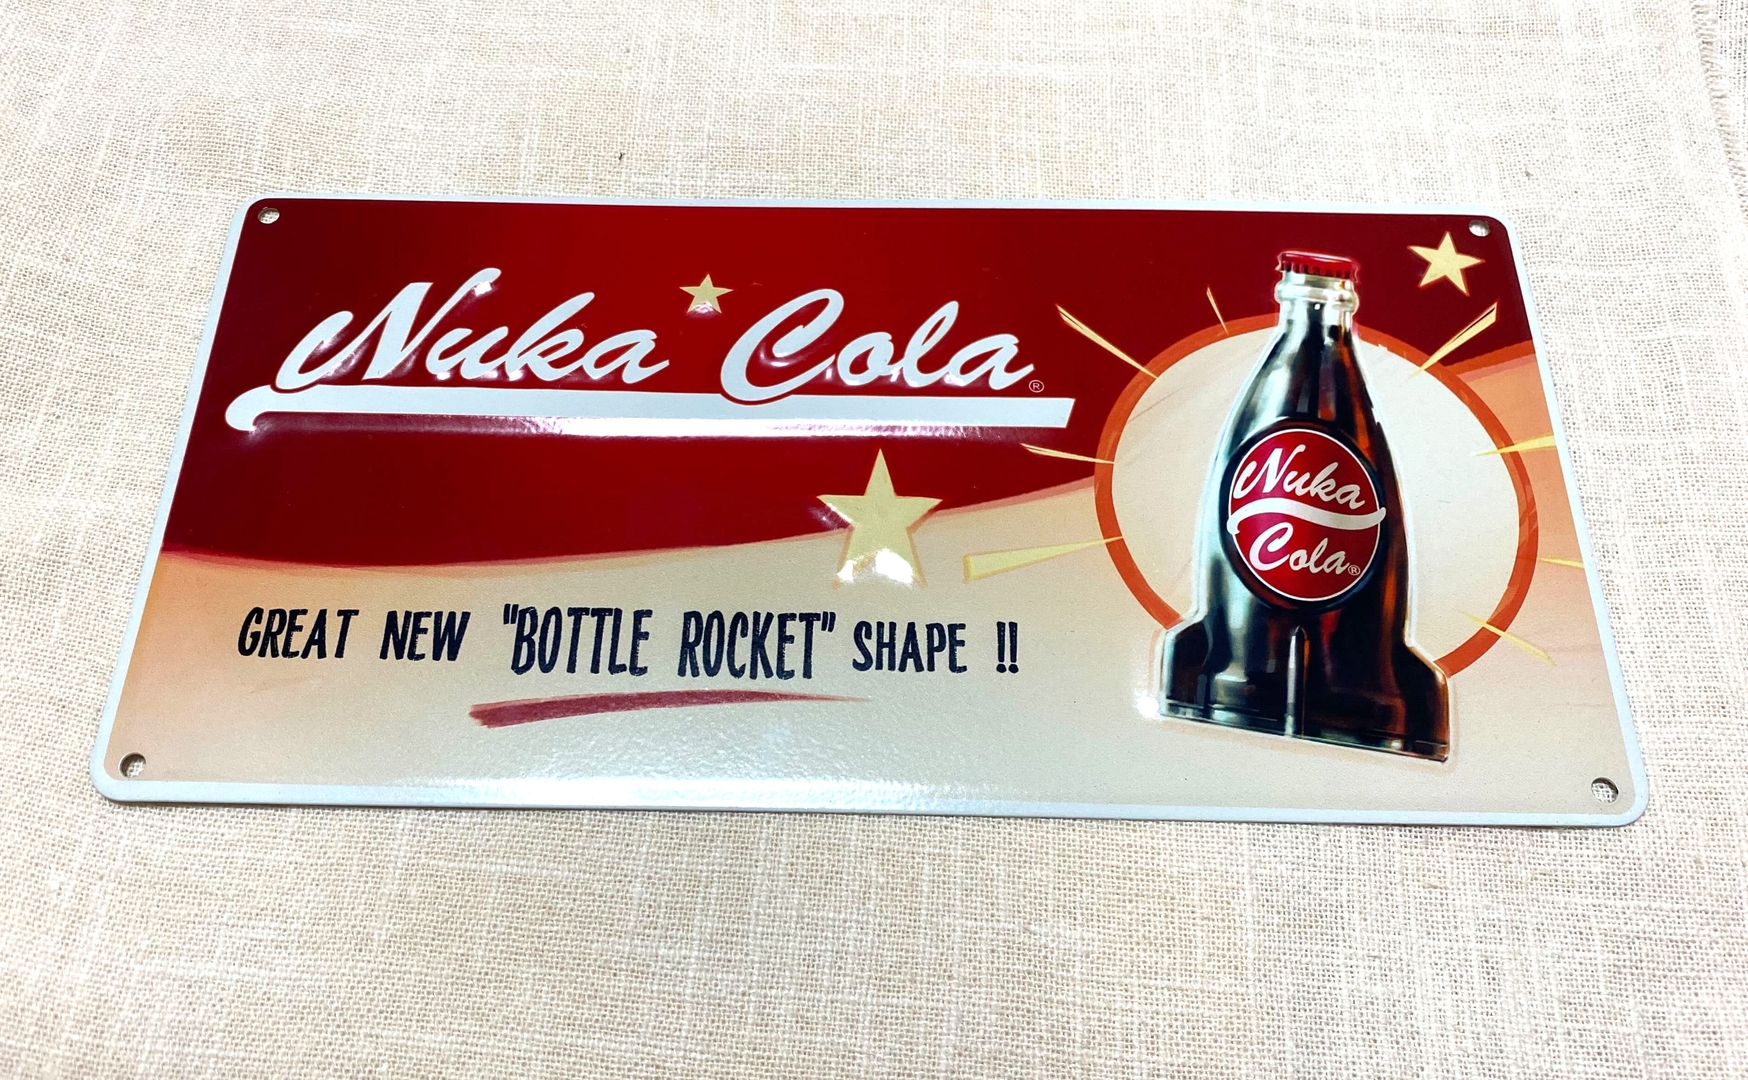 Nuka Cola®
GREAT NEW "BOTTLE ROCKET" SHAPE !!
Nuka
Cola®